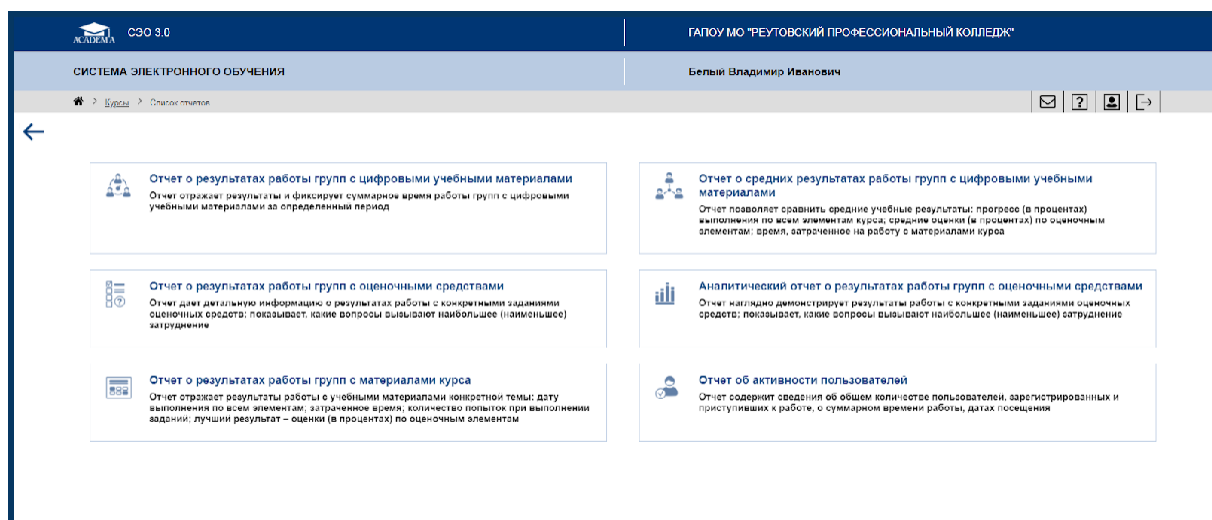 ACADEMA СЭО 3.0
ГАПОУ МО "РЕУТОВСКИЙ ПРОФЕССИОНАЛЬНЫЙ КОЛЛЕДЖ"
СИСТЕМА ЭЛЕКТРОННОГО ОБУЧЕНИЯ
Белый Владимир Иванович
> Курсы > Список отчетов
Отчет о результатах работы групп с цифровыми учебными материалами
Отчет отражает результаты и фиксирует суммарное время работы групп с цифровыми
учебными материалами за определенный период
Отчет о средних результатах работы групп с цифровыми учебными
материалами
Отчет позволяет сравнить средние учебные результаты: прогресс (в процентах)
выполнения по всем элементам курса; средние оценки (в процентах) по оценочным
элементам; время, затраченное на работу с материалами курса
Отчет о результатах работы групп с оценочными средствами
Отчет дает детальную информацию о результатах работы с конкретными заданиями
оценочных средств: показывает, какие вопросы вызывают наибольшее (наименьшее)
затруднение
Аналитический отчет о результатах работы групп с оценочными средствами
Отчет наглядно демонстрирует результаты работы с конкретными заданиями оценочных
средств; показывает, какие вопросы вызывают наибольшее (наименьшее) затруднение
Отчет о результатах работы групп с материалами курса
Отчет отражает результаты работы с учебными материалами конкретной темы: дату
выполнения по всем элементам; затраченное время; количество попыток при выполнении
заданий; лучший результат – оценки (в процентах) по оценочным элементам
Отчет об активности пользователей
Отчет содержит сведения об общем количестве пользователей, зарегистрированных и
приступивших к работе, о суммарном времени работы, датах посещения